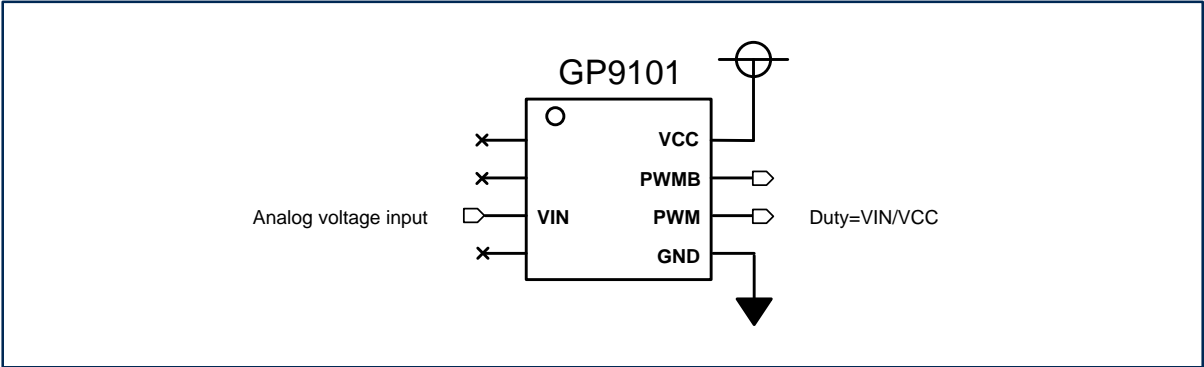 GP9101
VCC
PWMB
Analog voltage input VIN PWM Duty=VIN/VCC
GND